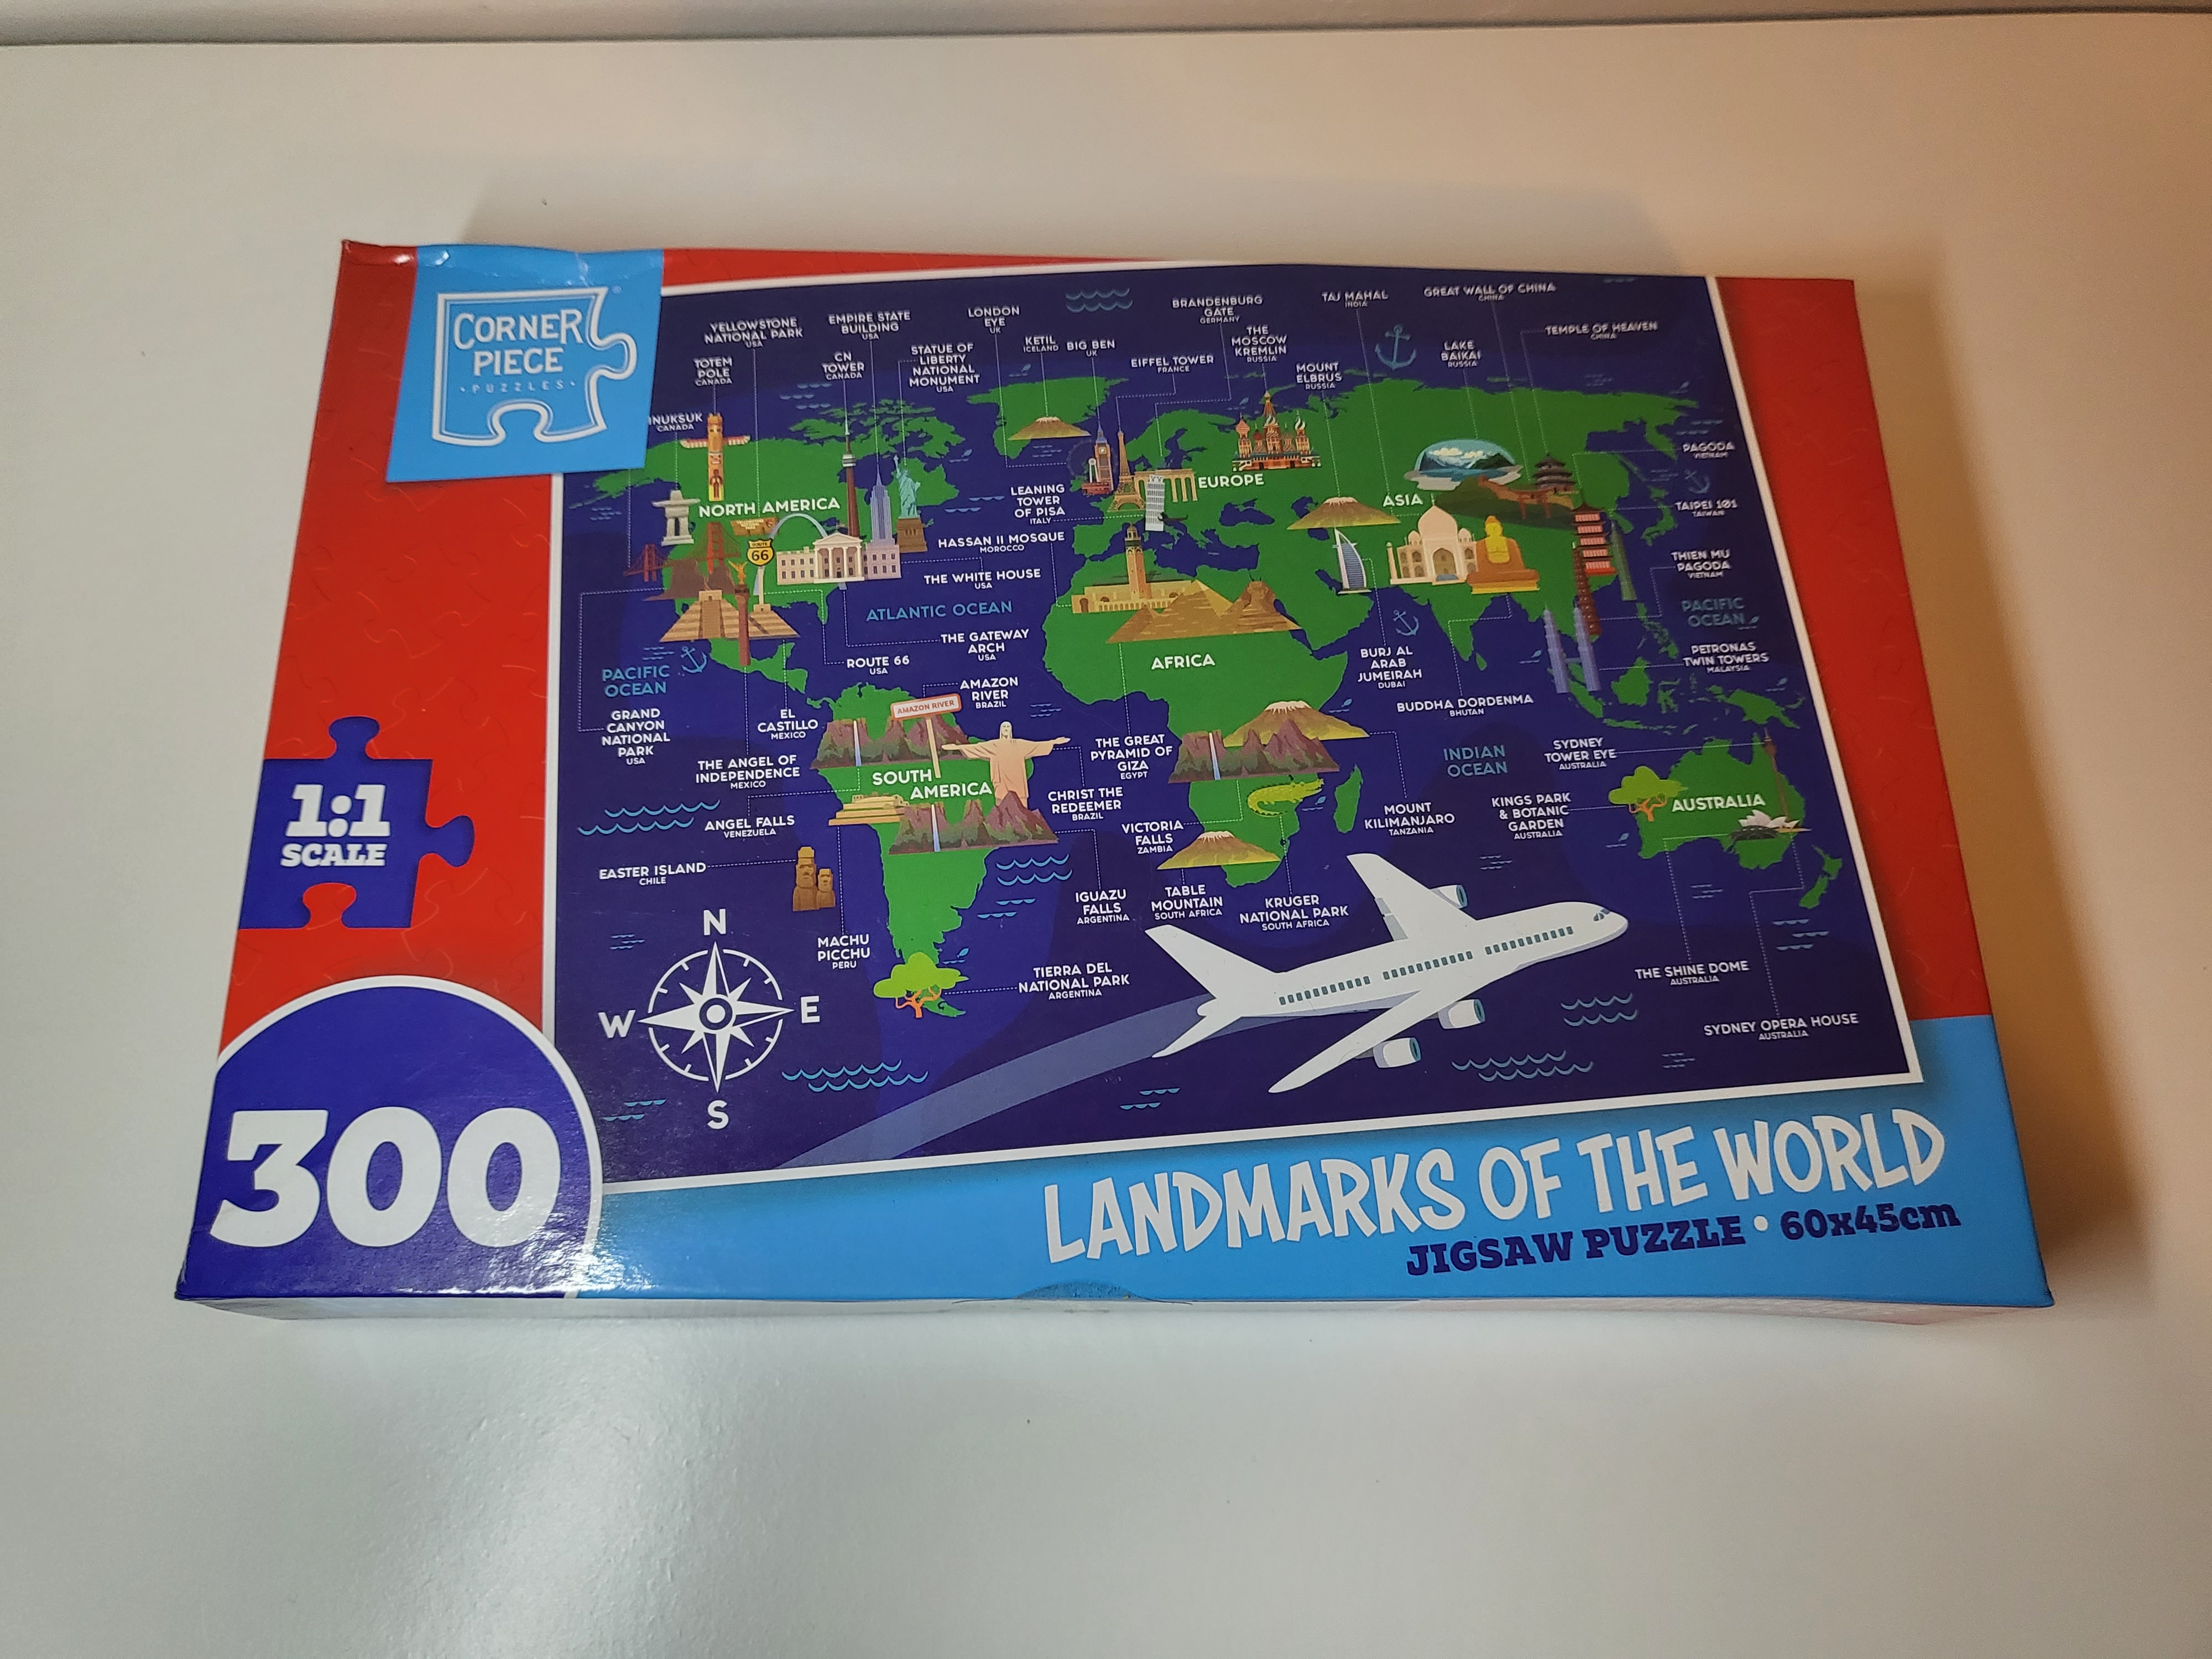 CORNER
PIECE
PUZZLES
1:1
SCALE
300
INUKSUK
CANADA
TOTEM
POLE
CANADA
YELLOWSTONE
NATIONAL PARK
USA
EMPIRE STATE
BUILDING
USA
CN
TOWER
CANADA
STATUE OF
LIBERTY
NATIONAL
MONUMENT
USA
LONDON
EYE
UK
KETIL
ICELAND
BIG BEN
UK
BRANDENBURG
GATE
GERMANY
EIFFEL TOWER
FRANCE
THE
MOSCOW
KREMLIN
RUSSIA
TAJ MAHAL
INDIA
MOUNT
ELBRUS
RUSSIA
GREAT WALL OF CHINA
CHINA
LAKE
BAIKAI
RUSSIA
TEMPLE OF HEAVEN
CHINA
PAGODA
VIETNAM
TAIPEI 101
TAIWAN
THIEN MU
PAGODA
VIETNAM
PACIFIC
OCEAN
PETRONAS
TWIN TOWERS
MALAYSIA
NORTH AMERICA
ROUTE
66
LEANING
TOWER
OF PISA
ITALY
EUROPE
ASIA
HASSAN II MOSQUE
MOROCCO
THE WHITE HOUSE
USA
ATLANTIC OCEAN
THE GATEWAY
ARCH
USA
ROUTE 66
USA
AFRICA
PACIFIC
OCEAN
GRAND
CANYON
NATIONAL
PARK
USA
EL
CASTILLO
MEXICO
THE ANGEL OF
INDEPENDENCE
MEXICO
AMAZON
RIVER
BRAZIL
AMAZON RIVER
SOUTH
AMERICA
ANGEL FALLS
VENEZUELA
EASTER ISLAND
CHILE
MACHU
PICCHU
PERU
CHRIST THE
REDEEMER
BRAZIL
THE GREAT
PYRAMID OF
GIZA
EGYPT
IGUAZU
FALLS
ARGENTINA
TIERRA DEL
NATIONAL PARK
ARGENTINA
VICTORIA
FALLS
ZAMBIA
TABLE
MOUNTAIN
SOUTH AFRICA
KRUGER
NATIONAL PARK
SOUTH AFRICA
MOUNT
KILIMANJARO
TANZANIA
BURJ AL
ARAB
JUMEIRAH
DUBAI
BUDDHA DORDENMA
BHUTAN
INDIAN
OCEAN
SYDNEY
TOWER EYE
AUSTRALIA
KINGS PARK
& BOTANIC
GARDEN
AUSTRALIA
AUSTRALIA
THE SHINE DOME
AUSTRALIA
SYDNEY OPERA HOUSE
AUSTRALIA
N
W
E
S
LANDMARKS OF THE WORLD
JIGSAW PUZZLE • 60x45cm